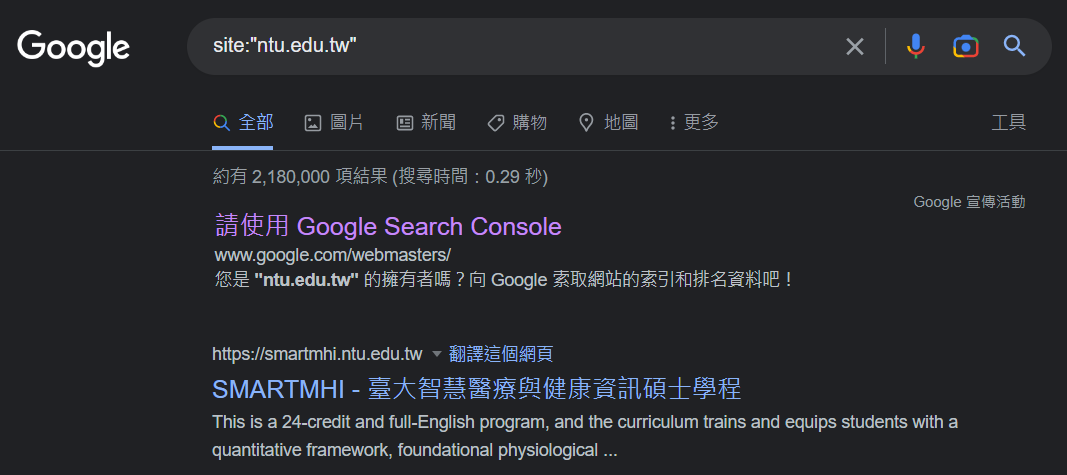 Google
site:"ntu.edu.tw"
全部 圖片 新聞 購物 地圖 更多 工具
約有 2,180,000 項結果 (搜尋時間：0.29 秒)
Google 宣傳活動
請使用 Google Search Console
www.google.com/webmasters/
您是 "ntu.edu.tw" 的擁有者嗎？向 Google 索取網站的索引和排名資料吧！
https://smartmhi.ntu.edu.tw 翻譯這個網頁
SMARTMHI - 臺大智慧醫療與健康資訊碩士學程
This is a 24-credit and full-English program, and the curriculum trains and equips students with a
quantitative framework, foundational physiological ...